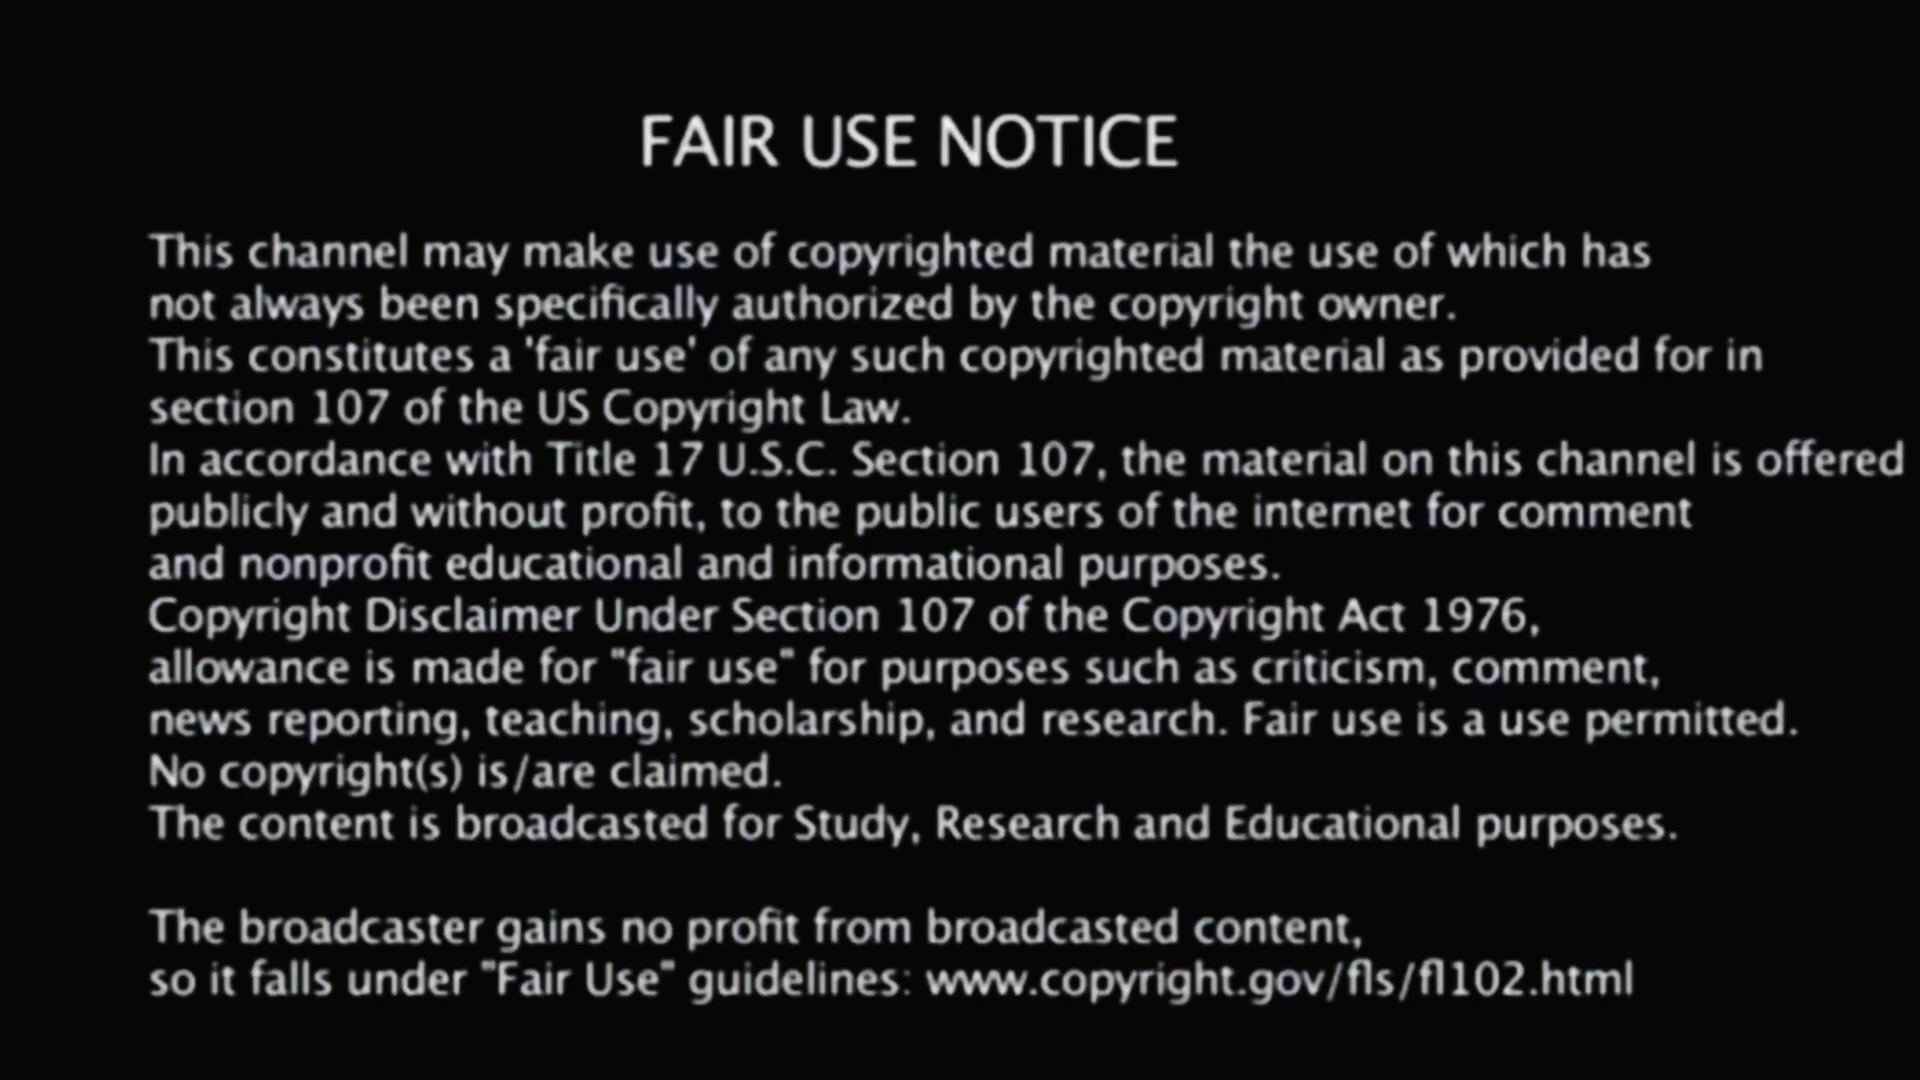 FAIR USE NOTICE
This channel may make use of copyrighted material the use of which has
not always been specifically authorized by the copyright owner.
This constitutes a 'fair use' of any such copyrighted material as provided for in
section 107 of the US Copyright Law.
In accordance with Title 17 U.S.C. Section 107, the material on this channel is offered
publicly and without profit, to the public users of the internet for comment
and nonprofit educational and informational purposes.
Copyright Disclaimer Under Section 107 of the Copyright Act 1976,
allowance is made for "fair use" for purposes such as criticism, comment,
news reporting, teaching, scholarship, and research. Fair use is a use permitted.
No copyright(s) is/are claimed.
The content is broadcasted for Study, Research and Educational purposes.
The broadcaster gains no profit from broadcasted content,
so it falls under "Fair Use" guidelines: www.copyright.gov/fls/fl102.html